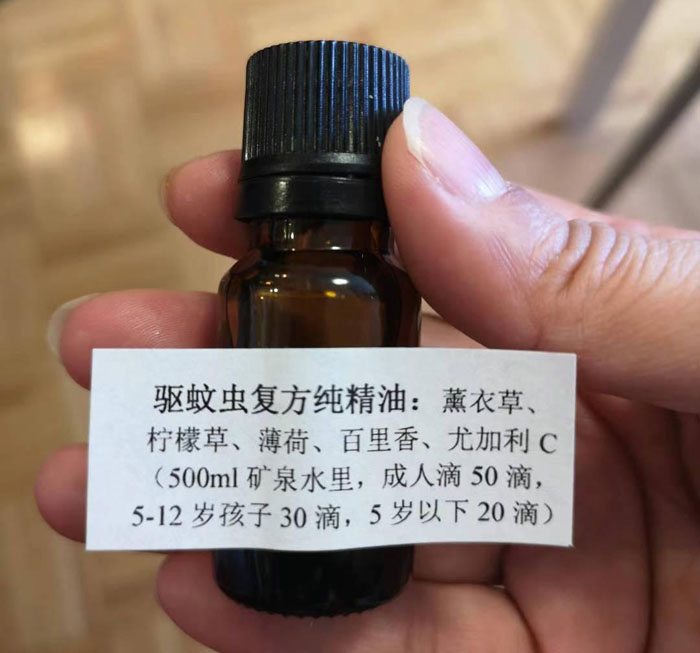 驱蚊虫复方纯精油：薰衣草、
柠檬草、薄荷、百里香、尤加利 C
（500ml 矿泉水里，成人滴 50 滴，
5-12 岁孩子 30 滴，5 岁以下 20 滴）